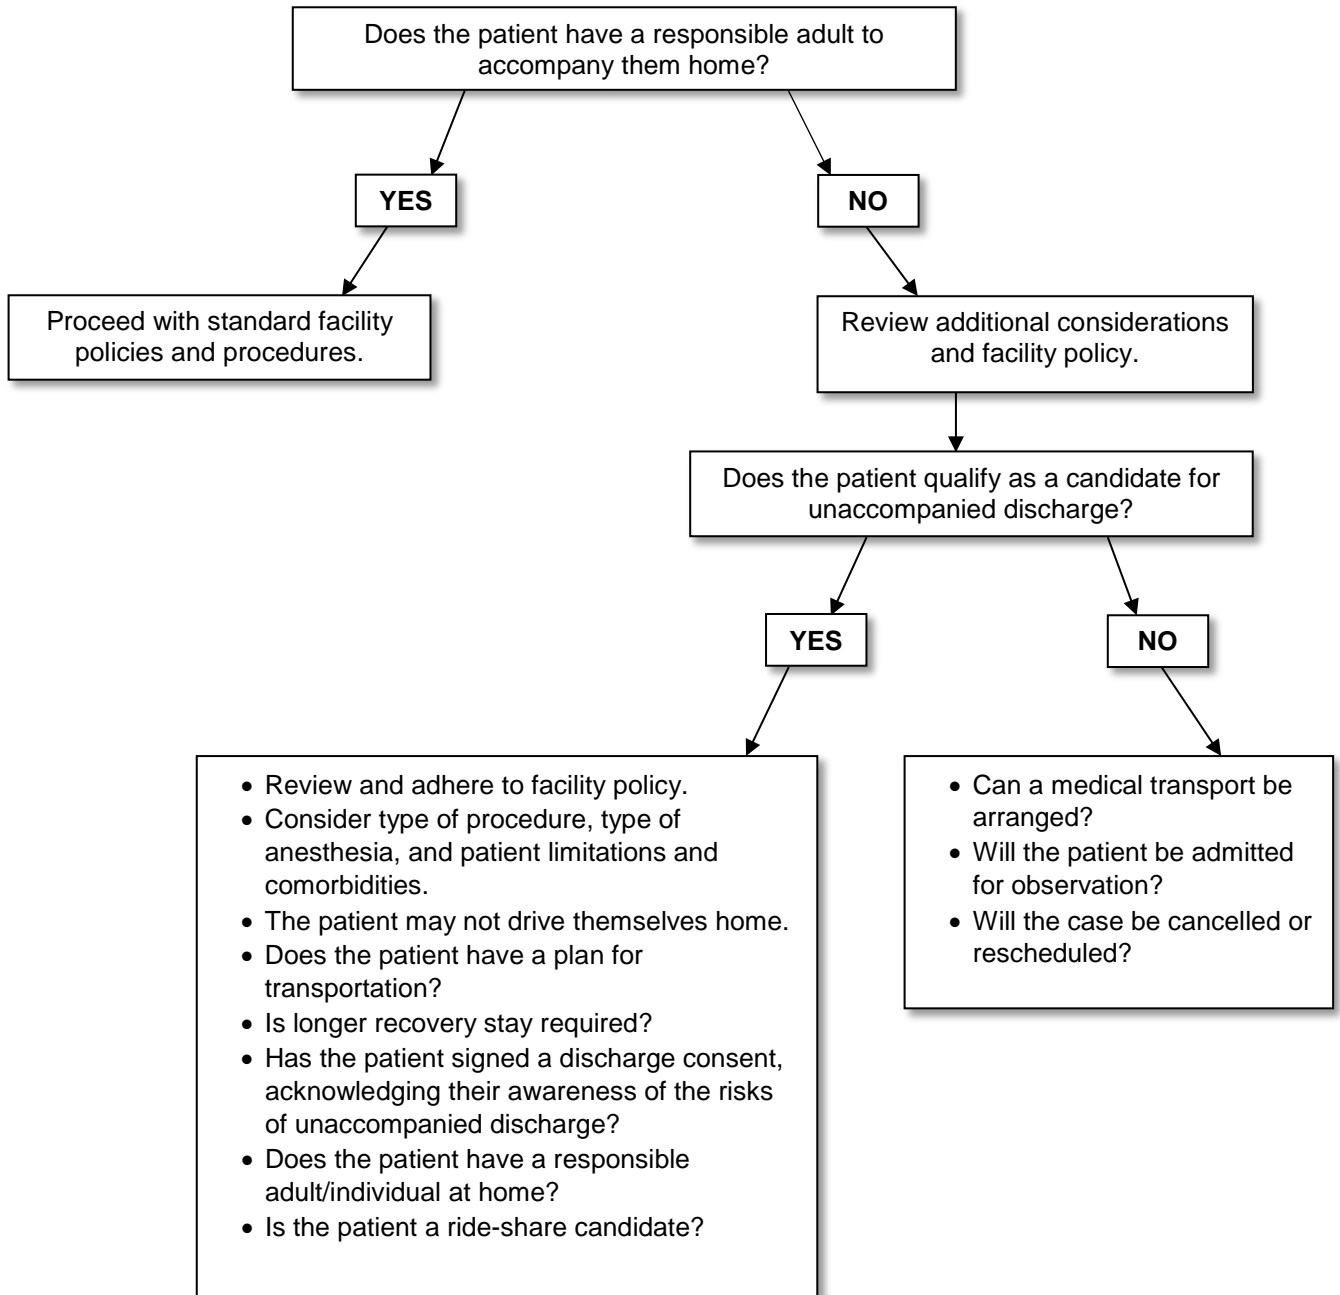 Does the patient have a responsible adult to
accompany them home?
YES
NO
Proceed with standard facility
policies and procedures.
Review additional considerations
and facility policy.
Does the patient qualify as a candidate for
unaccompanied discharge?
YES
NO
• Review and adhere to facility policy.
• Consider type of procedure, type of
anesthesia, and patient limitations and
comorbidities.
• The patient may not drive themselves home.
• Does the patient have a plan for
transportation?
• Is longer recovery stay required?
• Has the patient signed a discharge consent,
acknowledging their awareness of the risks
of unaccompanied discharge?
• Does the patient have a responsible
adult/individual at home?
• Is the patient a ride-share candidate?
• Can a medical transport be
arranged?
• Will the patient be admitted
for observation?
• Will the case be cancelled or
rescheduled?